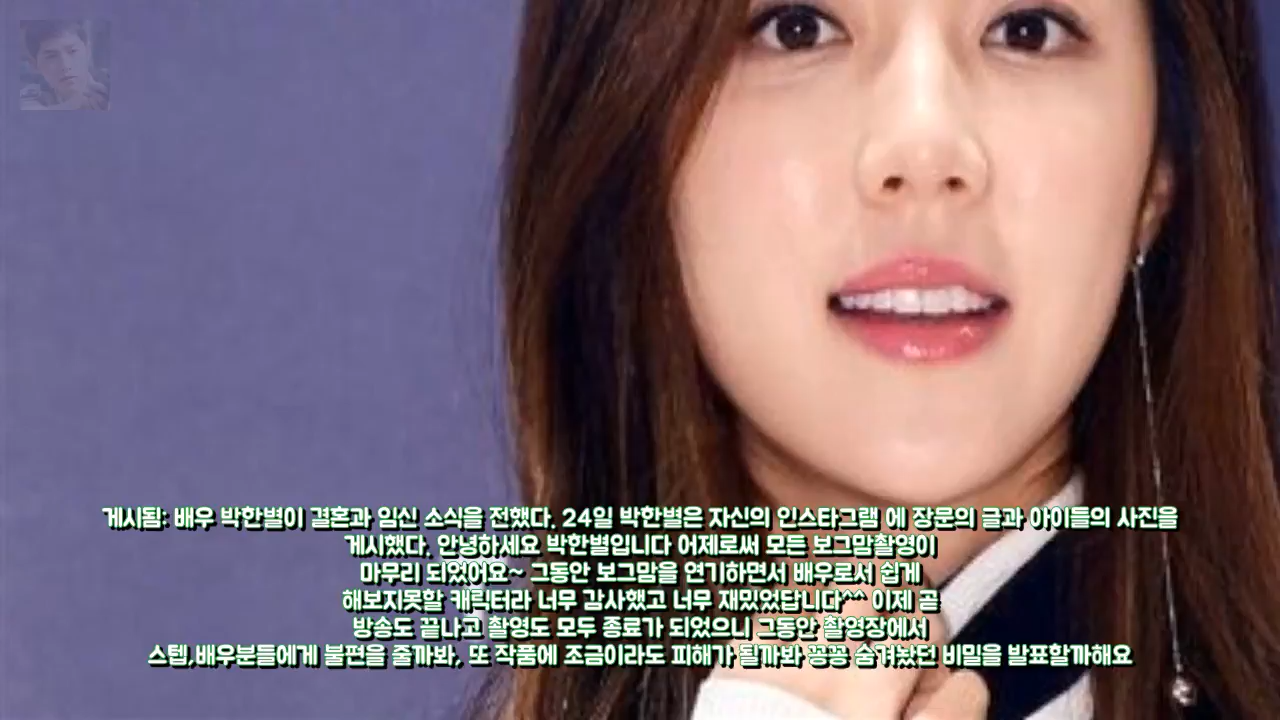 게시됨: 배우 박한별이 결혼과 임신 소식을 전했다. 24일 박한별은 자신의 인스타그램 에 장문의 글과 아이들의 사진을
게시했다. 안녕하세요 박한별입니다 어제로써 모든 보그맘촬영이
마무리 되었어요~ 그동안 보그맘을 연기하면서 배우로서 쉽게
해보지못할 캐릭터라 너무 감사했고 너무 재밌었답니다^^ 이제 곧
방송도 끝나고 촬영도 모두 종료가 되었으니 그동안 촬영장에서
스텝,배우분들에게 불편을 줄까봐, 또 작품에 조금이라도 피해가 될까봐 꽁꽁 숨겨놨던 비밀을 발표할까해요